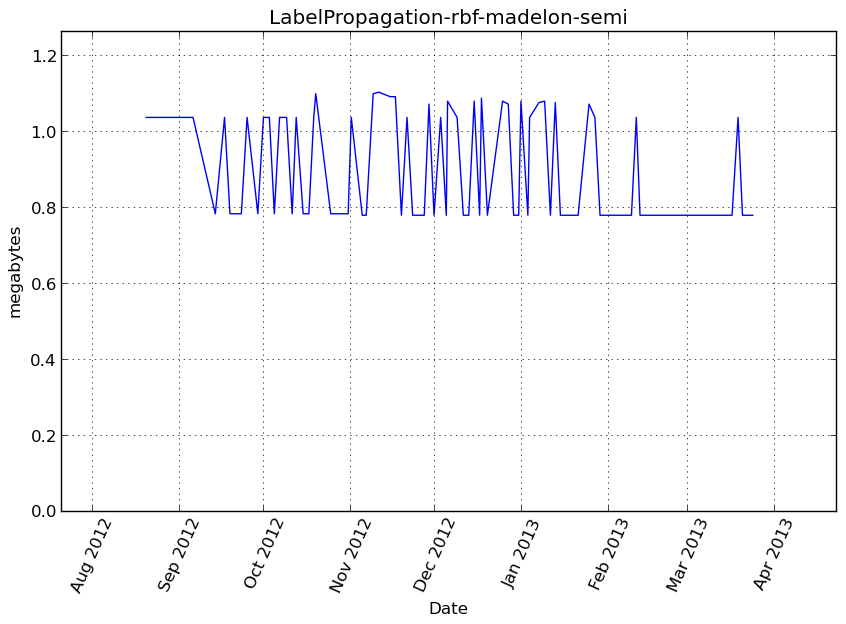 LabelPropagation-rbf-madelon-semi
1.2
1.0
0.8
0.6
0.4
0.2
0.0
megabytes
Aug 2012
Sep 2012
Oct 2012
Nov 2012
Dec 2012
Jan 2013
Feb 2013
Mar 2013
Apr 2013
Date